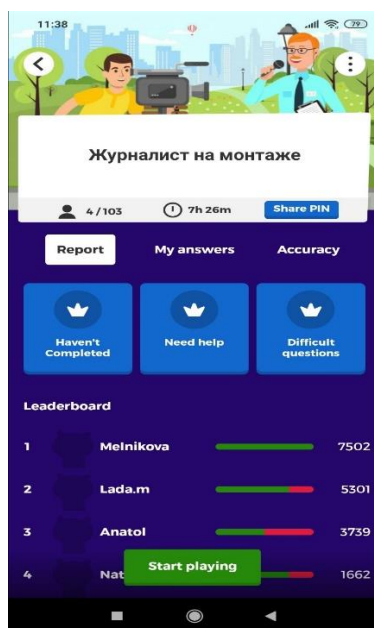 11:38
79
Журналист на монтаже
4/103
7h 26m
Share PIN
Report
My answers
Accuracy
Haven't
Completed
Need help
Difficult
questions
Leaderboard
1 Melnikova 7502
2 Lada.m 5301
3 Anatol 3739
4 Nat 1662
Start playing